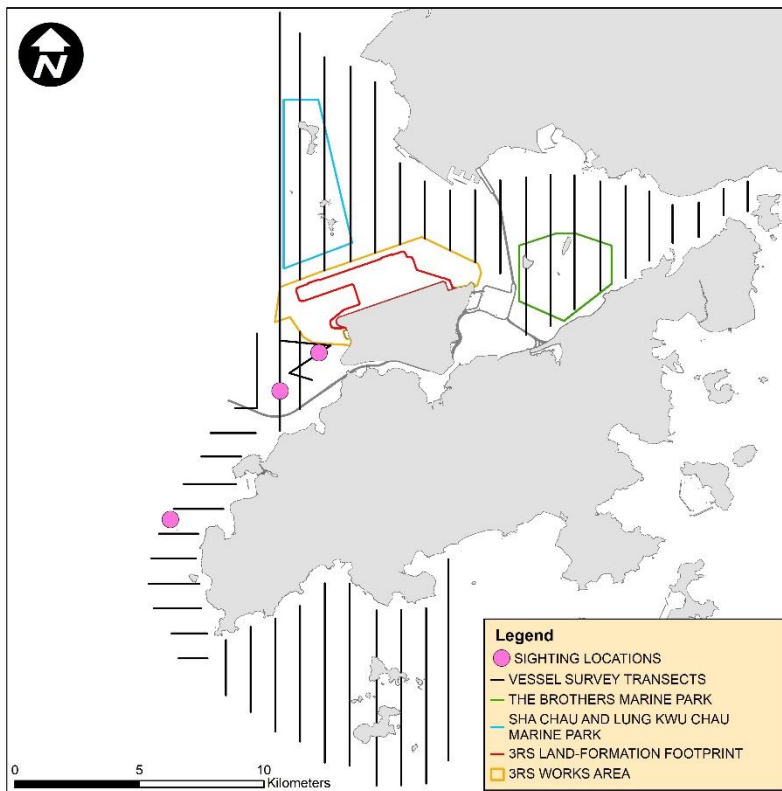 N
Legend
SIGHTING LOCATIONS
VESSEL SURVEY TRANSECTS
THE BROTHERS MARINE PARK
SHA CHAU AND LUNG KWU CHAU
MARINE PARK
3RS LAND-FORMATION FOOTPRINT
3RS WORKS AREA
0 5 10
Kilometers